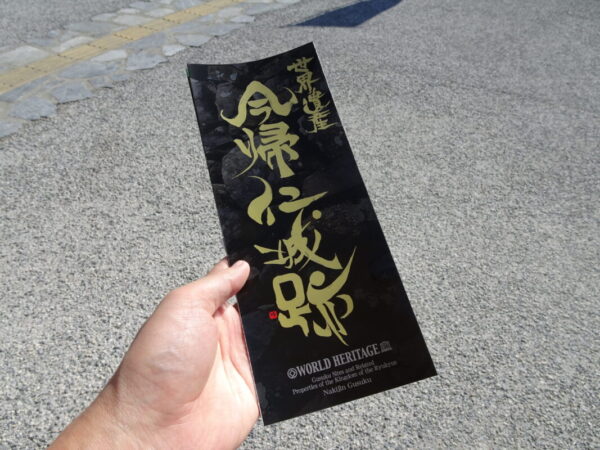 世界遺産
今帰仁城跡
WORLD HERITAGE
Gusuku Sites and Related
Properties of the Kingdom of the Ryukyus
Nakijin Gusuku